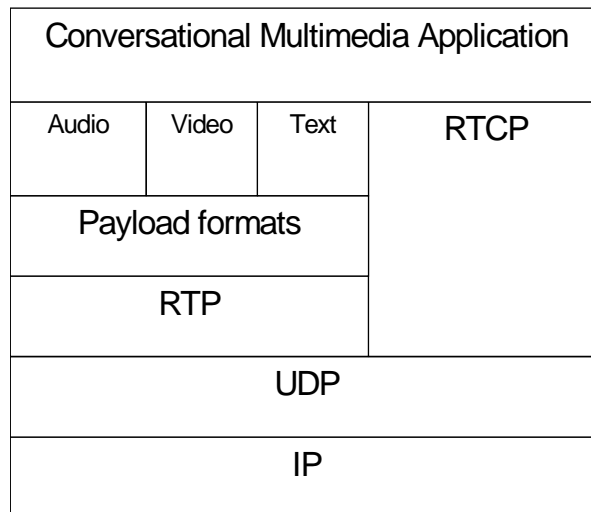 Conversational Multimedia Application
Audio
Video
Text
RTCP
Payload formats
RTP
UDP
IP